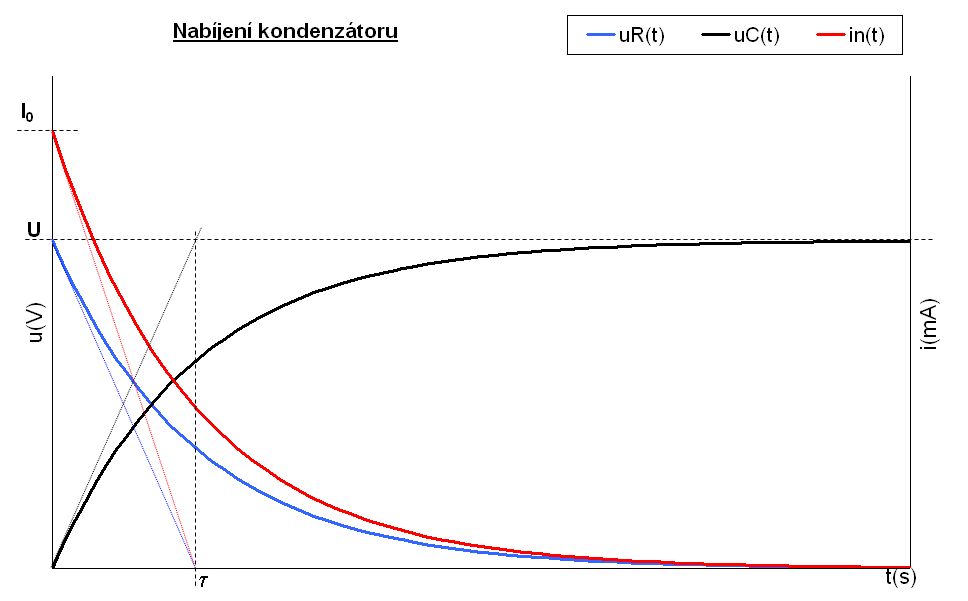 Nabíjení kondenzátoru
uR(t) uC(t) in(t)
I₀
U
u(V)
i(mA)
τ
t(s)